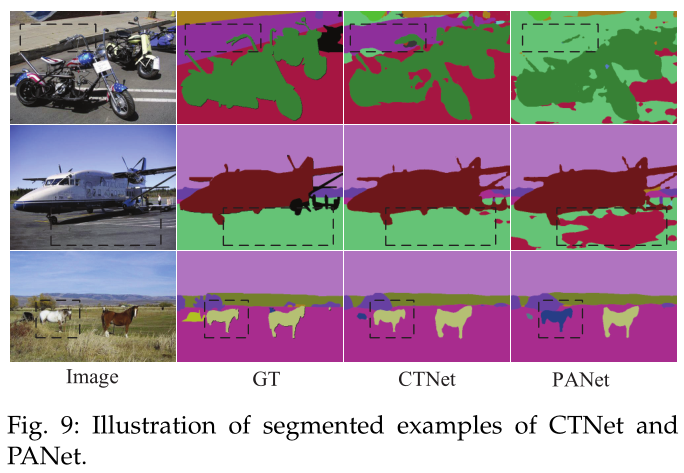 Image
GT
CTNet
PANet
Fig. 9: Illustration of segmented examples of CTNet and
PANet.